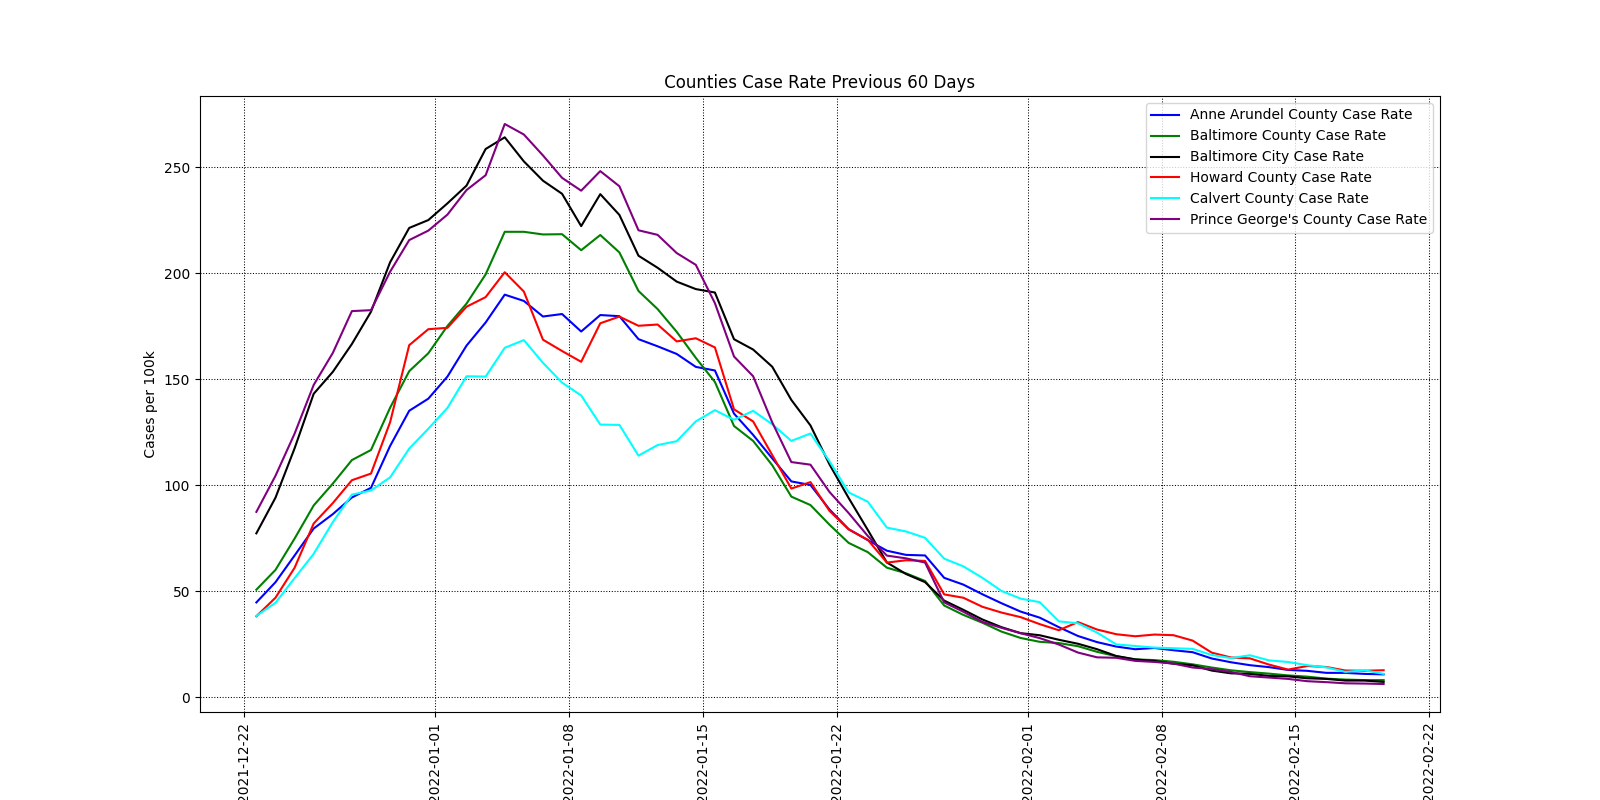 Counties Case Rate Previous 60 Days
Anne Arundel County Case Rate
Baltimore County Case Rate
Baltimore City Case Rate
Howard County Case Rate
Calvert County Case Rate
Prince George's County Case Rate
Cases per 100k
250
200
150
100
50
0
2021-12-22
2022-01-01
2022-01-08
2022-01-15
2022-01-22
2022-02-01
2022-02-08
2022-02-15
2022-02-22